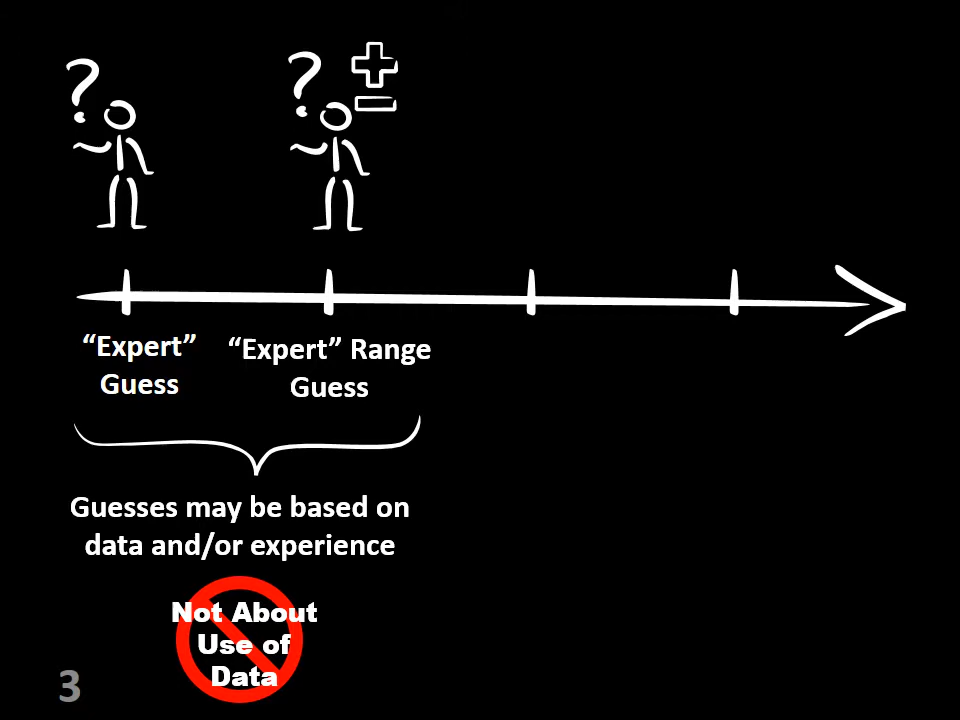 ?
? ±
“Expert”
Guess
“Expert” Range
Guess
Guesses may be based on
data and/or experience
Not About
Use of
Data
3